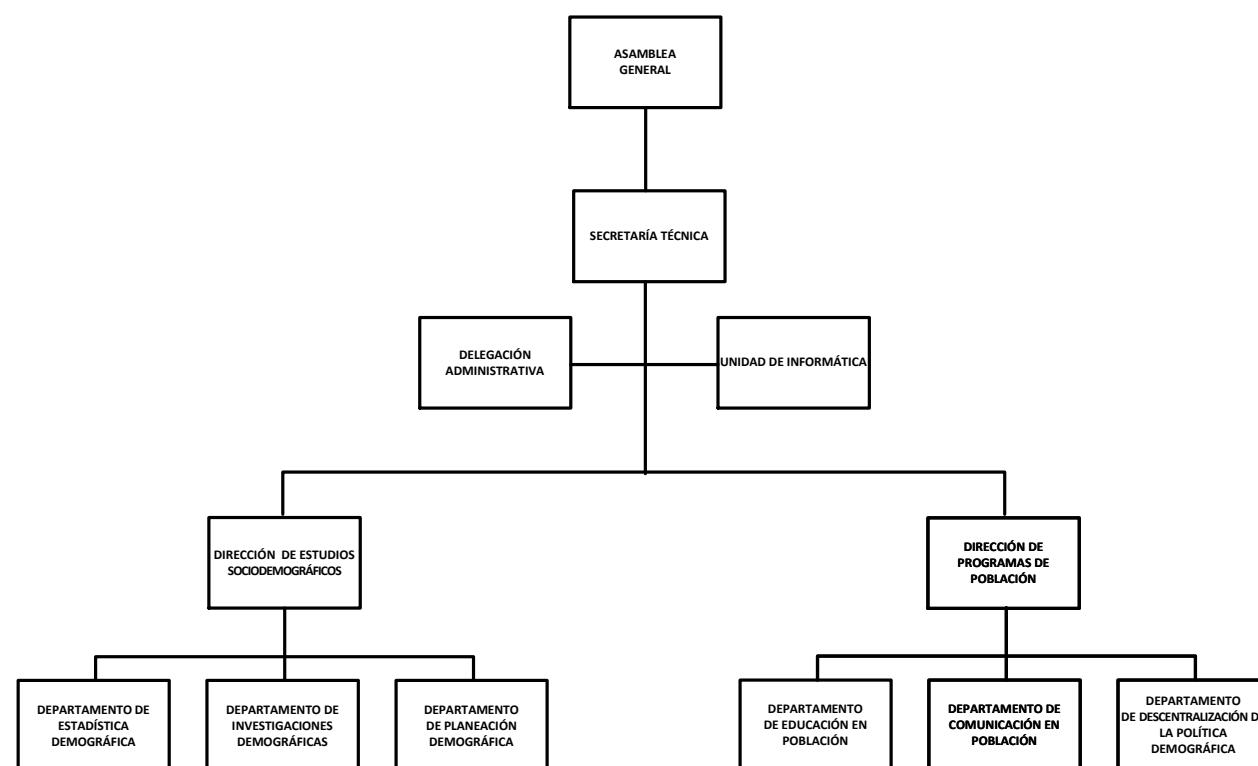 ASAMBLEA
GENERAL
SECRETARÍA TÉCNICA
DELEGACIÓN
ADMINISTRATIVA
UNIDAD DE INFORMÁTICA
DIRECCIÓN DE ESTUDIOS
SOCIODEMOGRÁFICOS
DIRECCIÓN DE
PROGRAMAS DE
POBLACIÓN
DEPARTAMENTO DE
ESTADÍSTICA
DEMOGRÁFICA
DEPARTAMENTO DE
INVESTIGACIONES
DEMOGRÁFICAS
DEPARTAMENTO
DE PLANEACIÓN
DEMOGRÁFICA
DEPARTAMENTO
DE EDUCACIÓN EN
POBLACIÓN
DEPARTAMENTO DE
COMUNICACIÓN EN
POBLACIÓN
DEPARTAMENTO
DE DESCENTRALIZACIÓN D
LA POLÍTICA
DEMOGRÁFICA